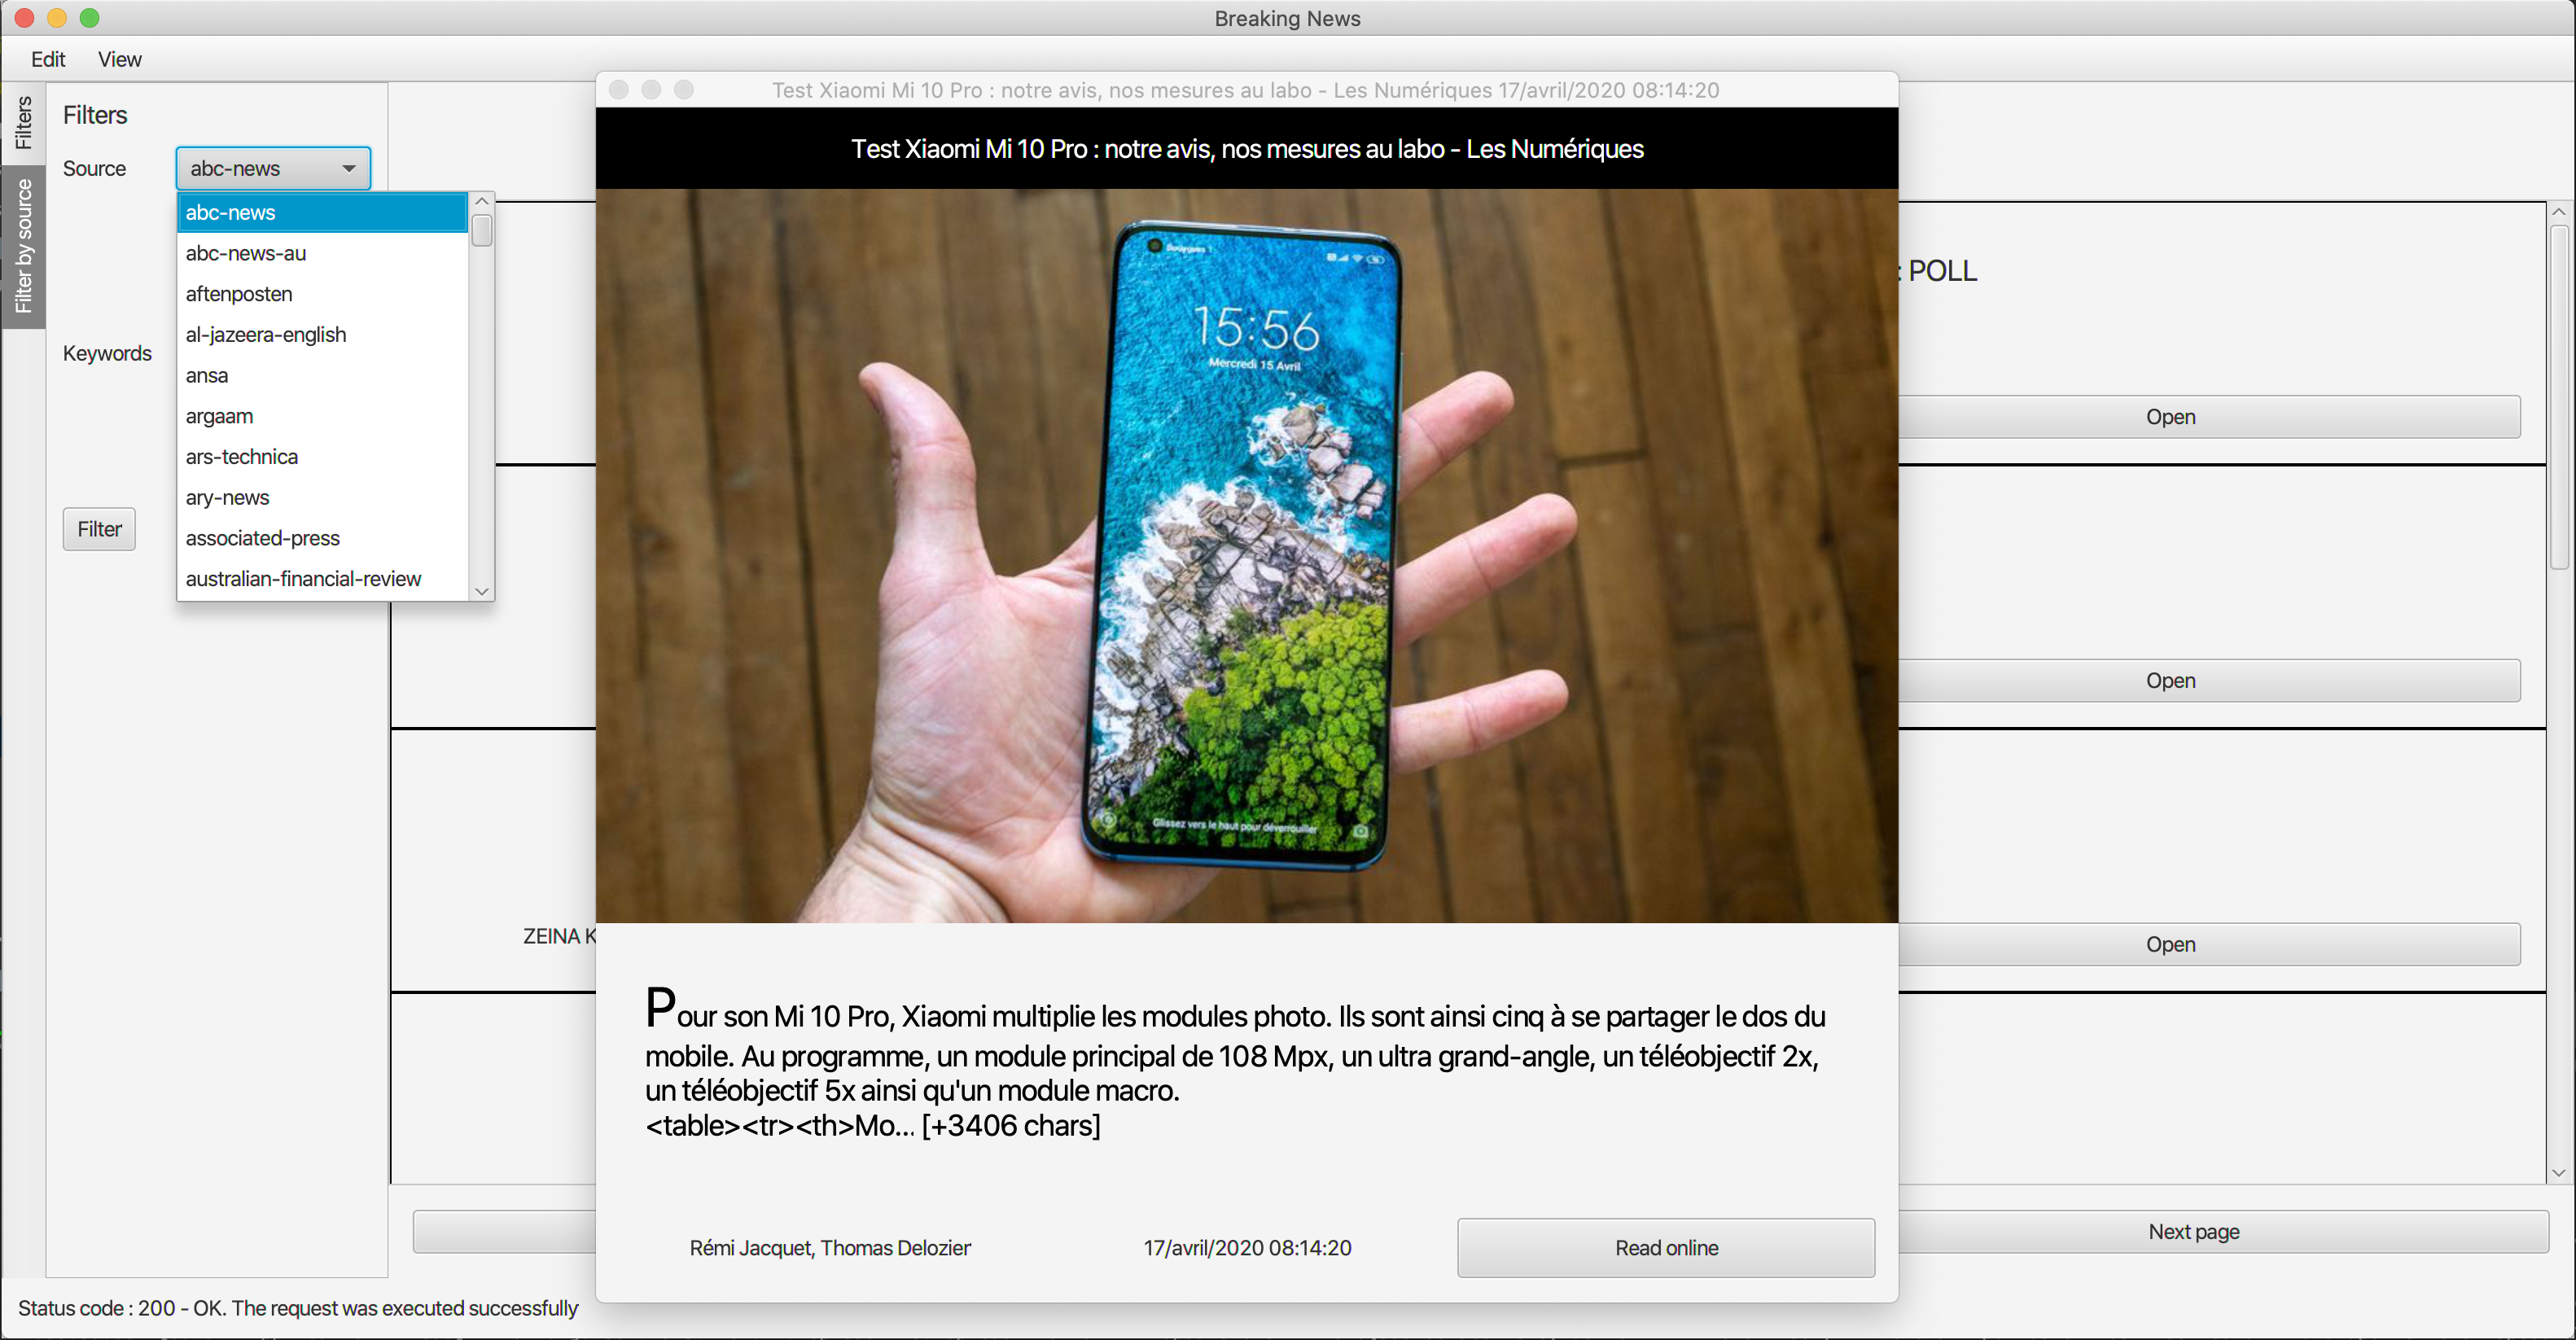 Breaking News
Edit
View
Filters
Filter by source
Filters
Source
abc-news
abc-news
abc-news-au
aftenposten
al-jazeera-english
ansa
argaam
ars-technica
ary-news
associated-press
australian-financial-review
Keywords
Filter
Test Xiaomi Mi 10 Pro : notre avis, nos mesures au labo - Les Numériques 17/avril/2020 08:14:20
Test Xiaomi Mi 10 Pro : notre avis, nos mesures au labo - Les Numériques
Bouygues
15:56
Mercredi 15 Avril
Glissez vers le haut pour déverrouiller
Pour son Mi 10 Pro, Xiaomi multiplie les modules photo. Ils sont ainsi cinq à se partager le dos du
mobile. Au programme, un module principal de 108 Mpx, un ultra grand-angle, un téléobjectif 2x,
un téléobjectif 5x ainsi qu'un module macro.
<table><tr><th>Mo... [+3406 chars]
Rémi Jacquet, Thomas Delozier
17/avril/2020 08:14:20
Read online
: POLL
Open
Open
ZEINA K
Open
Next page
Status code : 200 - OK. The request was executed successfully